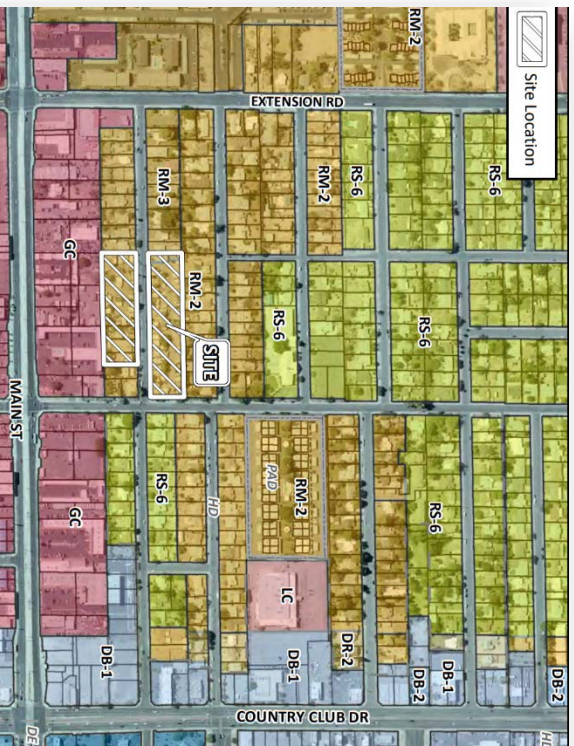 Site Location
RM-2
EXTENSION RD
RM-3
RM-2
RS-6
RS-6
GC
RM-2
RS-6
RS-6
SITE
MAIN ST
GC
RS-6
HD
PAD
RM-2
RS-6
LC
DR-2
DB-1
DB-1
DB-2
DB-1
DB-2
COUNTRY CLUB DR
DE